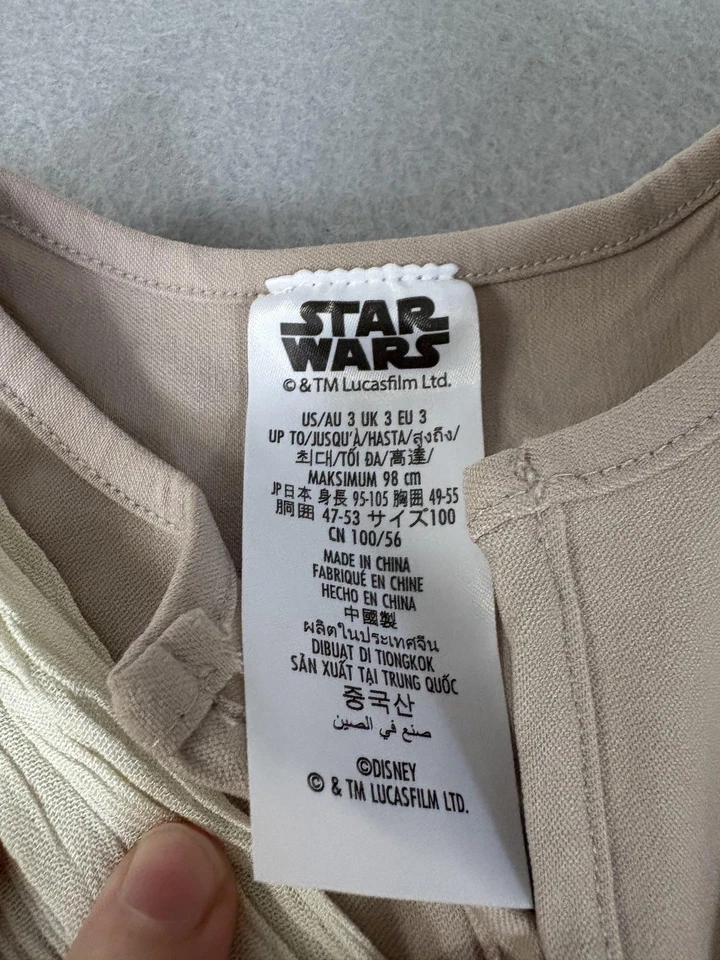 STAR
WARS
© & TM Lucasfilm Ltd.
US/AU 3 UK 3 EU 3
UP TO/JUSQU'À/HASTA/สูงถึง/
최대/TỐI ĐA/高達/
MAKSIMUM 98 cm
JP日本 身長 95-105 胸囲 49-55
胴囲 47-53 サイズ100
CN 100/56
MADE IN CHINA
FABRIQUÉ EN CHINE
HECHO EN CHINA
中國製
ผลิตในประเทศจีน
DIBUAT DI TIONGKOK
SẢN XUẤT TẠI TRUNG QUỐC
중국산
صنع في الصين
©DISNEY
© & TM LUCASFILM LTD.